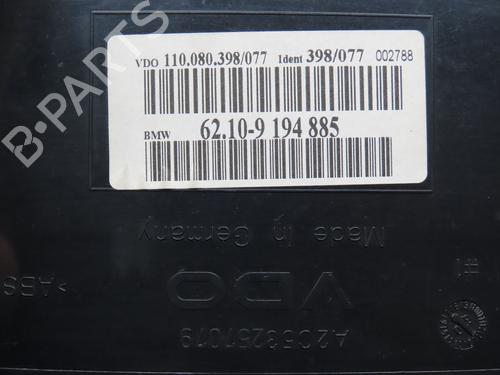 VDO 110.080.398/077 Ident 398/077 002788
BMW 62.10-9 194 885
Made In Germany
VDO
>ABS
A2C53257019
B-PARTS